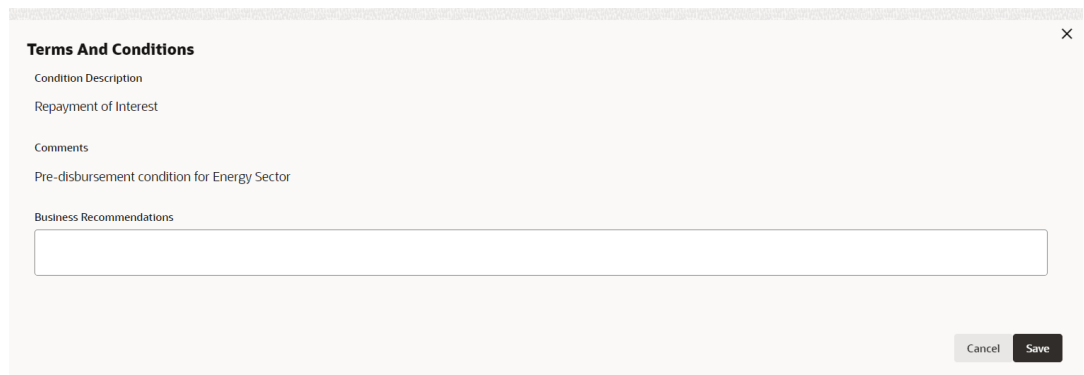 Terms And Conditions
Condition Description
Repayment of Interest
Comments
Pre-disbursement condition for Energy Sector
Business Recommendations
Cancel
Save